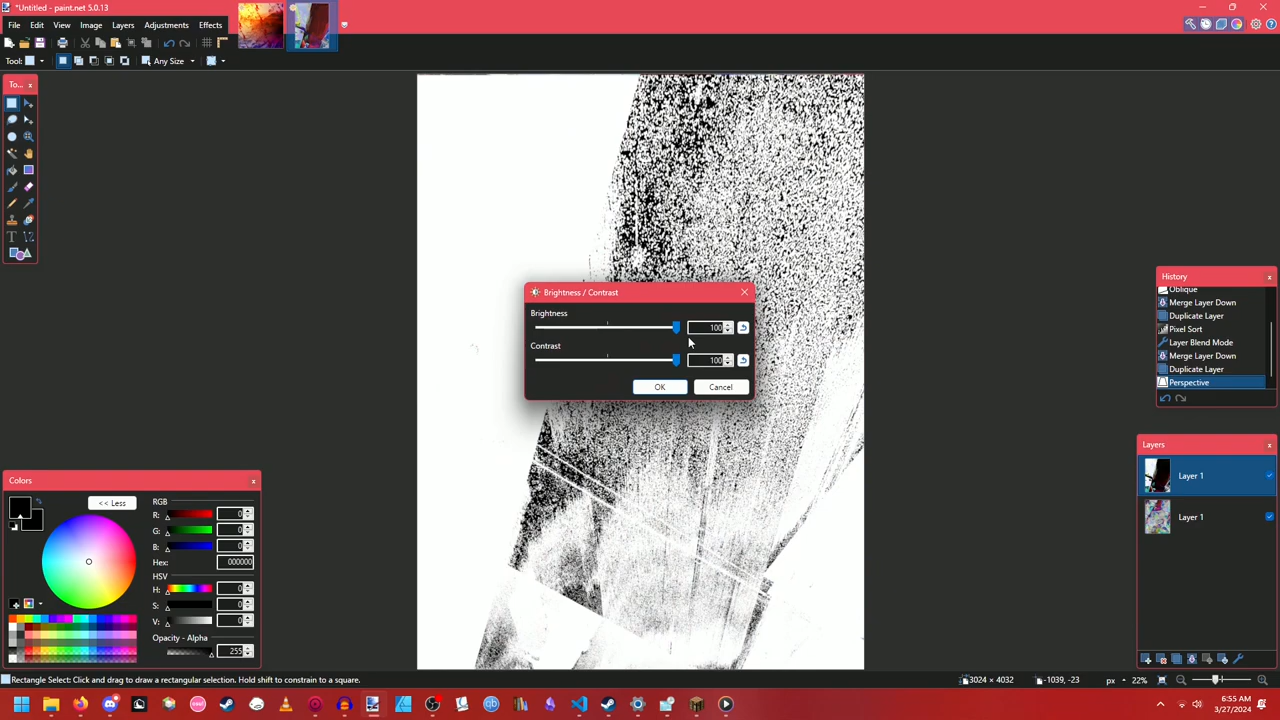 *Untitled - paint.net 5.0.13
File Edit View Image Layers Adjustments Effects
Tool: Any Size
To... x
Brightness / Contrast
Brightness
100
Contrast
100
OK Cancel
History x
Oblique
Merge Layer Down
Duplicate Layer
Pixel Sort
Layer Blend Mode
Merge Layer Down
Duplicate Layer
Perspective
Layers x
Layer 1
Layer 1
Colors x
<< Less
RGB
R: 0
G: 0
B: 0
Hex: 000000
HSV
H: 0
S: 0
V: 0
Opacity - Alpha
255
Rectangle Select: Click and drag to draw a rectangular selection. Hold shift to constrain to a square.
3024 × 4032 -1039, -23 px 22%
6:55 AM
3/27/2024